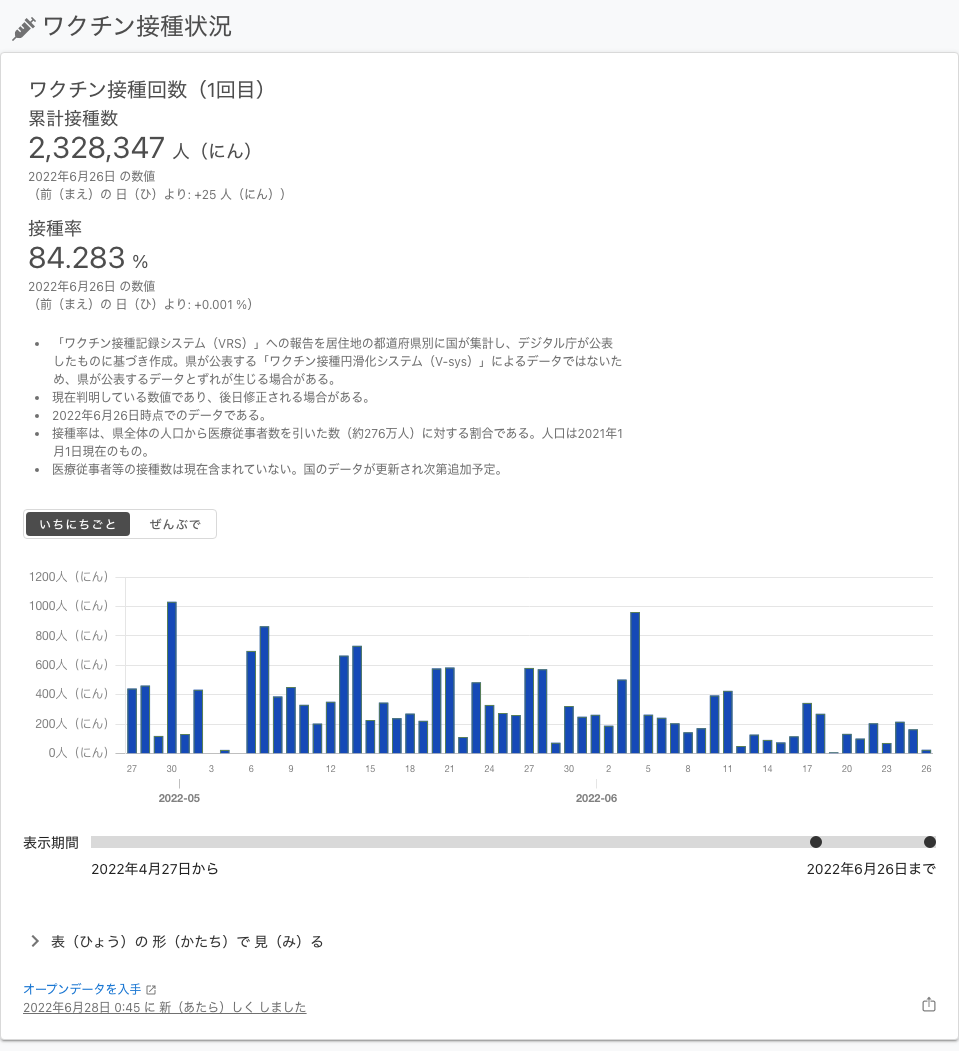 ワクチン接種状況
ワクチン接種回数（1回目）
累計接種数
2,328,347 人（にん）
2022年6月26日 の数値
（前（まえ）の 日（ひ）より: +25 人（にん））
接種率
84.283 %
2022年6月26日 の数値
（前（まえ）の 日（ひ）より: +0.001 %）
• 「ワクチン接種記録システム（VRS）」への報告を居住地の都道府県別に国が集計し、デジタル庁が公表
したものに基づき作成。県が公表する「ワクチン接種円滑化システム（V-sys）」によるデータではないた
め、県が公表するデータとずれが生じる場合がある。
• 現在判明している数値であり、後日修正される場合がある。
• 2022年6月26日時点でのデータである。
• 接種率は、県全体の人口から医療従事者数を引いた数（約276万人）に対する割合である。人口は2021年1
月1日現在のもの。
• 医療従事者等の接種数は現在含まれていない。国のデータが更新され次第追加予定。
いちにちごと ぜんぶで
1200人（にん）
1000人（にん）
800人（にん）
600人（にん）
400人（にん）
200人（にん）
0人（にん）
27 30 3 6 9 12 15 18 21 24 27 30 2 5 8 11 14 17 20 23 26
2022-05 2022-06
表示期間
2022年4月27日から 2022年6月26日まで
表（ひょう）の 形（かたち）で 見（み）る
オープンデータを入手
2022年6月28日 0:45 に 新（あたら）しく しました